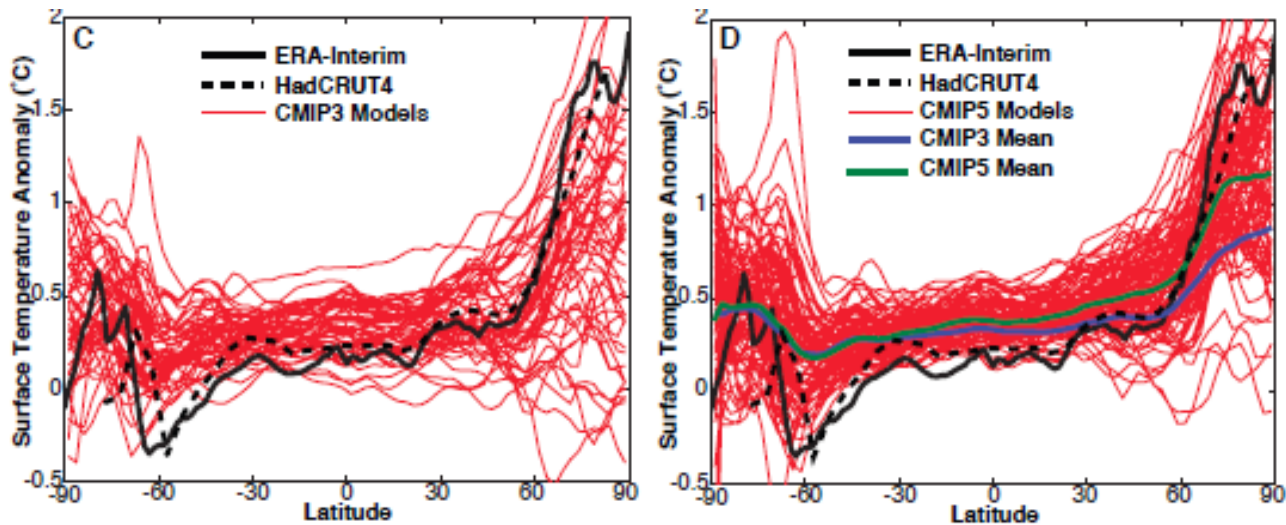 C
ERA-Interim
HadCRUT4
CMIP3 Models
Surface Temperature Anomaly (˚C)
2
1.5
1
0.5
0
-0.5
-90
-60
-30
0
30
60
90
Latitude
D
ERA-Interim
HadCRUT4
CMIP5 Models
CMIP3 Mean
CMIP5 Mean
Surface Temperature Anomaly (˚C)
2
1.5
1
0.5
0
-0.5
-90
-60
-30
0
30
60
90
Latitude